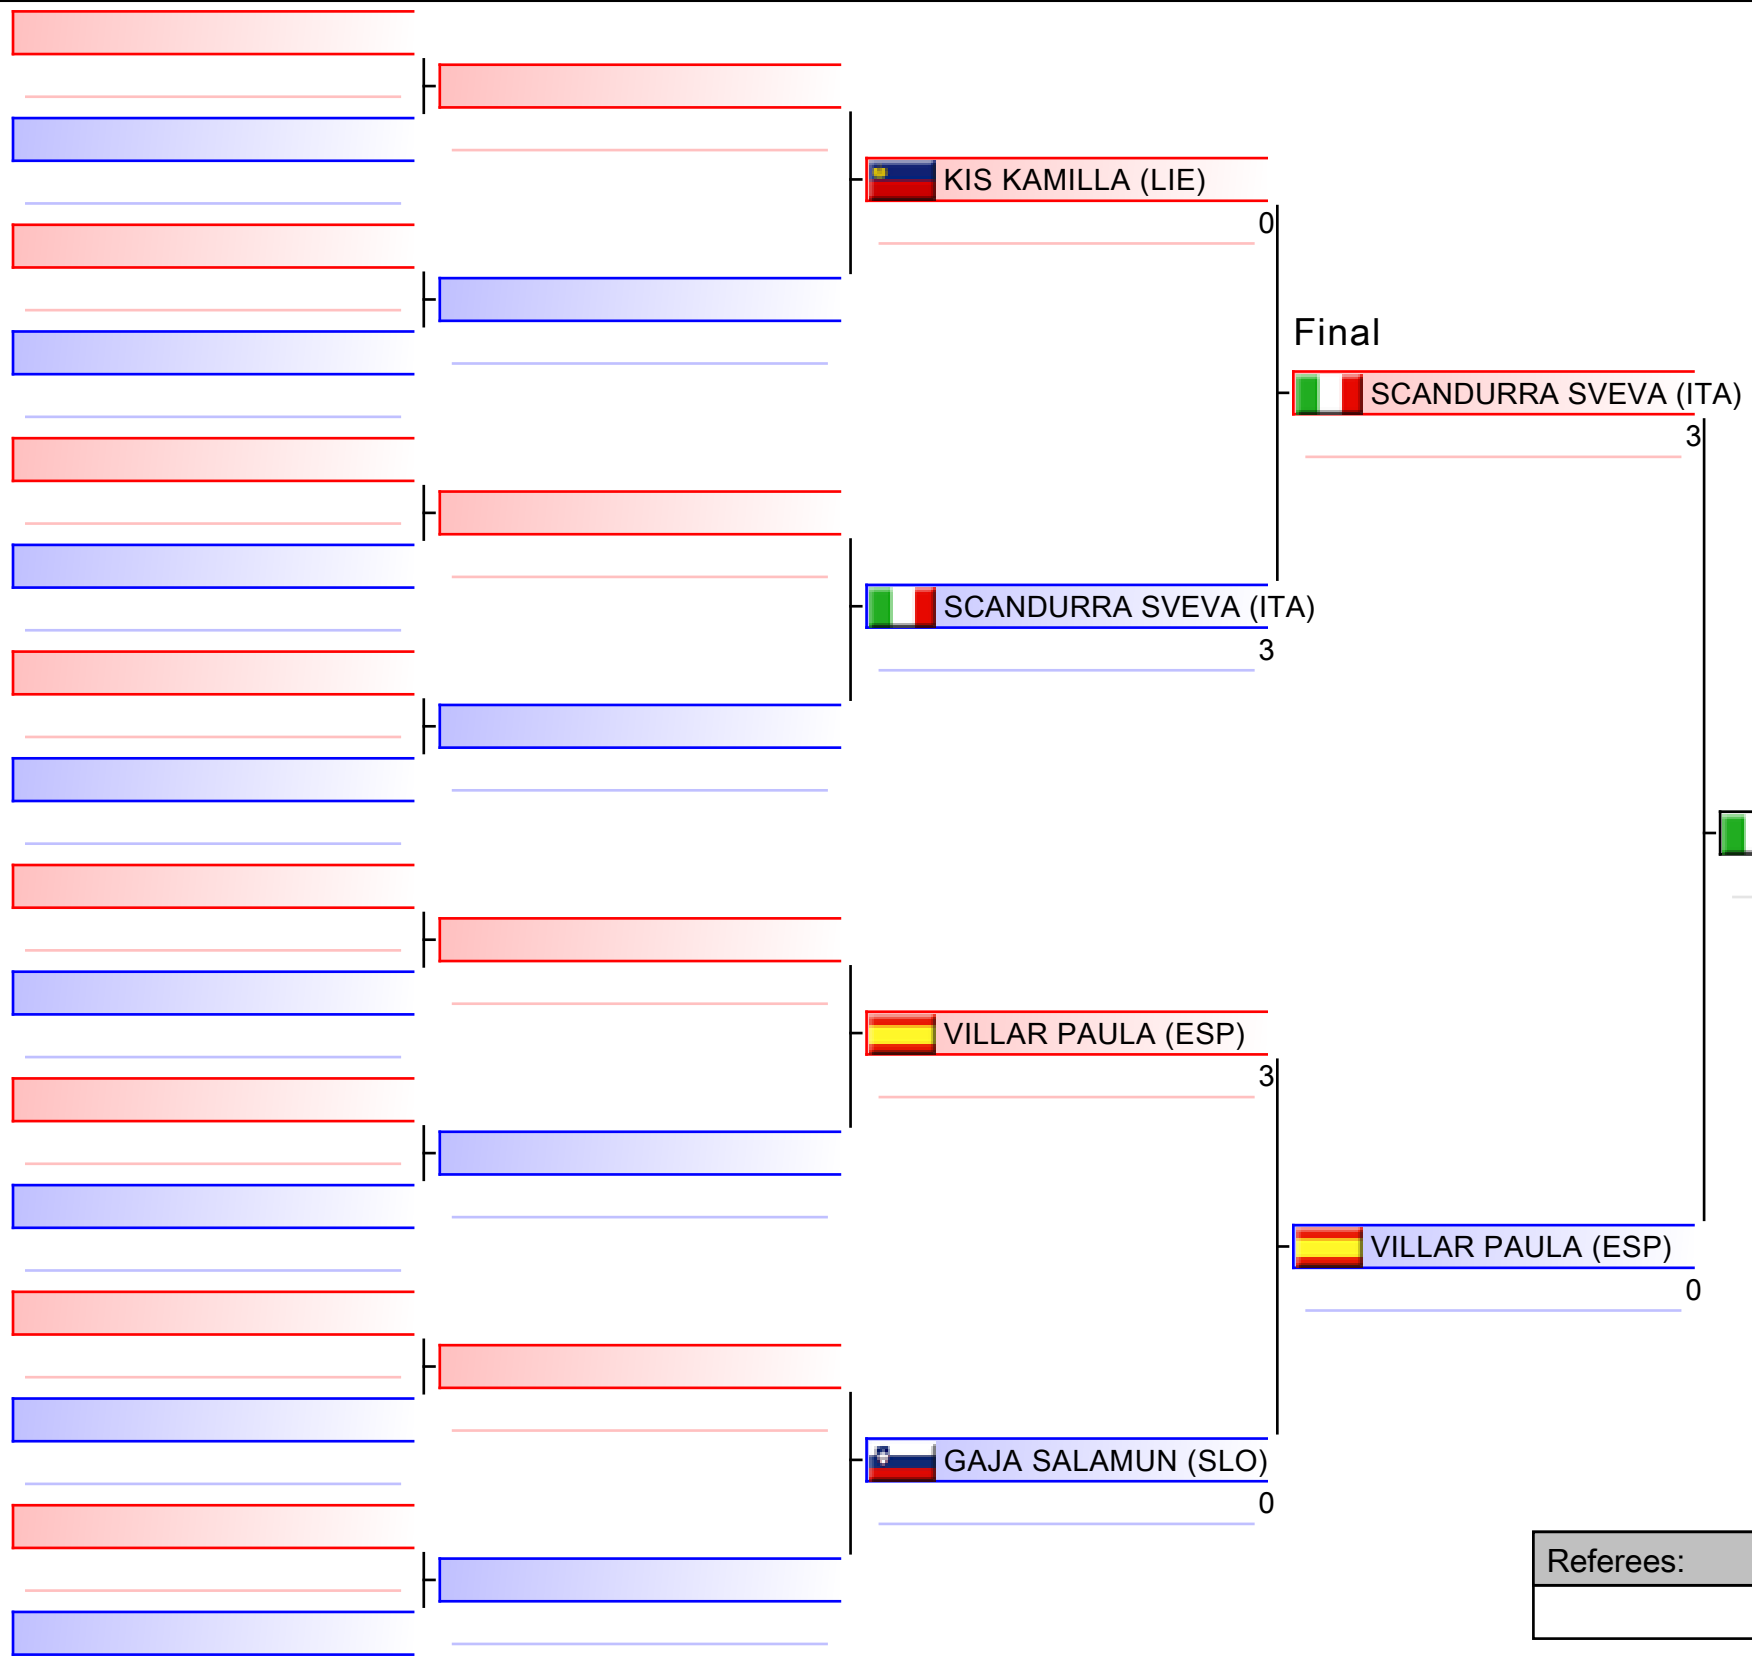 KIS KAMILLA (LIE)
0
Final
SCANDURRA SVEVA (ITA)
3
SCANDURRA SVEVA (ITA)
3
VILLAR PAULA (ESP)
3
VILLAR PAULA (ESP)
0
GAJA SALAMUN (SLO)
0
Referees: